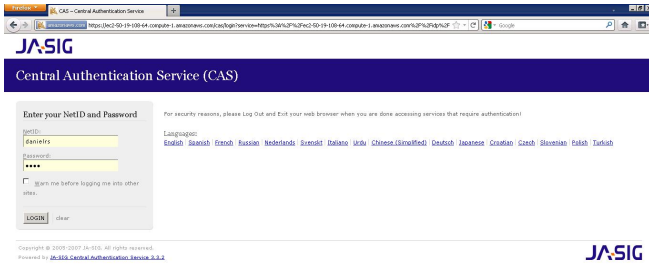 Firefox
CAS – Central Authentication Service
amazonaws.com https://ec2-50-19-108-64.compute-1.amazonaws.com/cas/login?service=https%3A%2F%2Fec2-50-19-108-64.compute-1.amazonaws.com%2F%2Fidp%2F
Google
JA-SIG
Central Authentication Service (CAS)
Enter your NetID and Password
NetID:
danielrs
Password:
••••
Warn me before logging me into other
sites.
LOGIN clear
For security reasons, please Log Out and Exit your web browser when you are done accessing services that require authentication!
Languages:
English | Spanish | French | Russian | Nederlands | Svenskt | Italiano | Urdu | Chinese (Simplified) | Deutsch | Japanese | Croatian | Czech | Slovenian | Polish | Turkish
Copyright © 2005-2007 JA-SIG. All rights reserved.
Powered by JA-SIG Central Authentication Service 3.3.2
JA-SIG